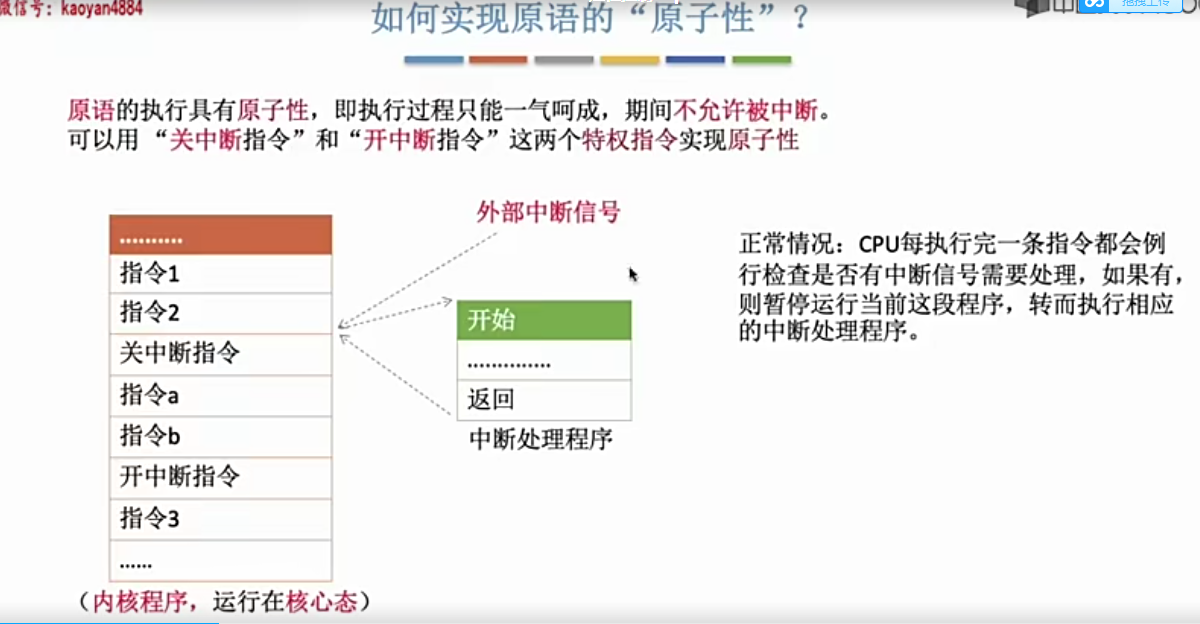 微信号：kaoyan4884
拖拽上传
如何实现原语的“原子性”？
原语的执行具有原子性，即执行过程只能一气呵成，期间不允许被中断。
可以用 “关中断指令”和“开中断指令”这两个特权指令实现原子性
..........
指令1
指令2
关中断指令
指令a
指令b
开中断指令
指令3
......
（内核程序，运行在核心态）
外部中断信号
开始
..............
返回
中断处理程序
正常情况：CPU每执行完一条指令都会例
行检查是否有中断信号需要处理，如果有，
则暂停运行当前这段程序，转而执行相应
的中断处理程序。